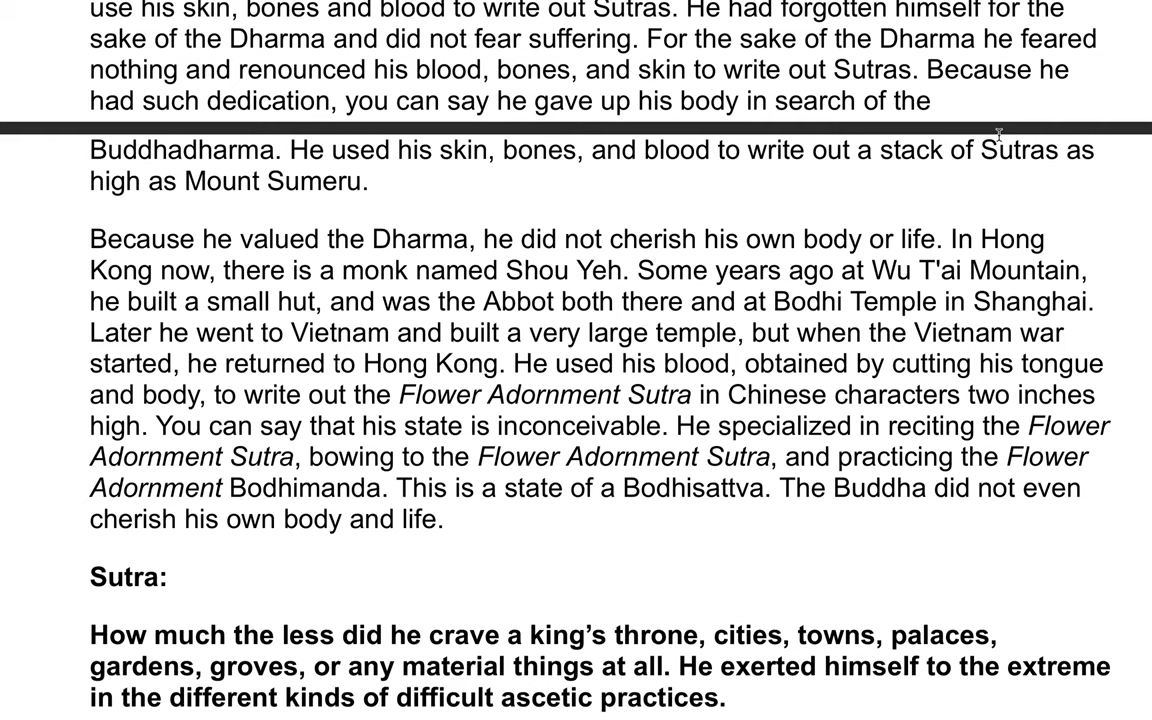 use his skin, bones and blood to write out Sutras. He had forgotten himself for the
sake of the Dharma and did not fear suffering. For the sake of the Dharma he feared
nothing and renounced his blood, bones, and skin to write out Sutras. Because he
had such dedication, you can say he gave up his body in search of the
Buddhadharma. He used his skin, bones, and blood to write out a stack of Sutras as
high as Mount Sumeru.
Because he valued the Dharma, he did not cherish his own body or life. In Hong
Kong now, there is a monk named Shou Yeh. Some years ago at Wu T'ai Mountain,
he built a small hut, and was the Abbot both there and at Bodhi Temple in Shanghai.
Later he went to Vietnam and built a very large temple, but when the Vietnam war
started, he returned to Hong Kong. He used his blood, obtained by cutting his tongue
and body, to write out the Flower Adornment Sutra in Chinese characters two inches
high. You can say that his state is inconceivable. He specialized in reciting the Flower
Adornment Sutra, bowing to the Flower Adornment Sutra, and practicing the Flower
Adornment Bodhimanda. This is a state of a Bodhisattva. The Buddha did not even
cherish his own body and life.
Sutra:
How much the less did he crave a king’s throne, cities, towns, palaces,
gardens, groves, or any material things at all. He exerted himself to the extreme
in the different kinds of difficult ascetic practices.